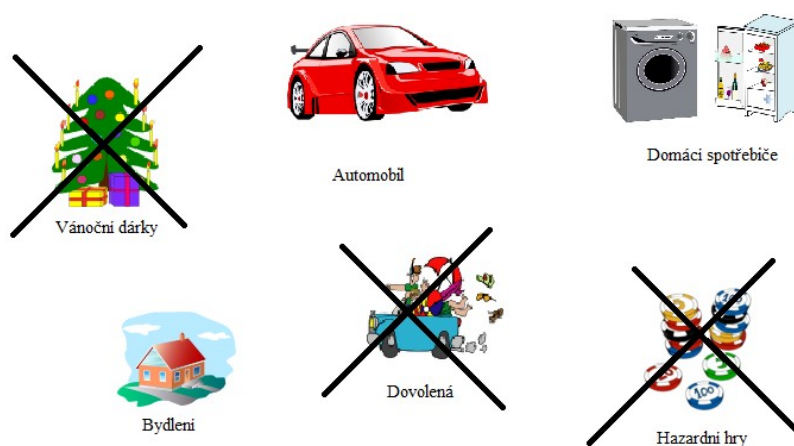 Automobil
Domácí spotřebiče
Vánoční dárky
Bydlení
Dovolená
Hazardní hry